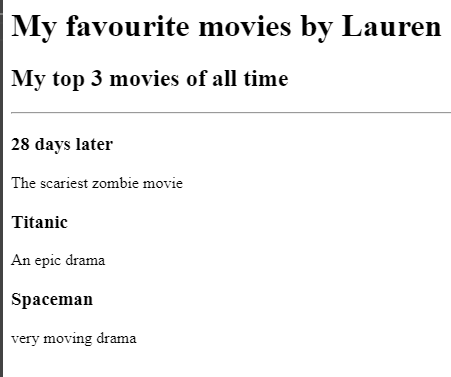 My favourite movies by Lauren
My top 3 movies of all time
28 days later
The scariest zombie movie
Titanic
An epic drama
Spaceman
very moving drama